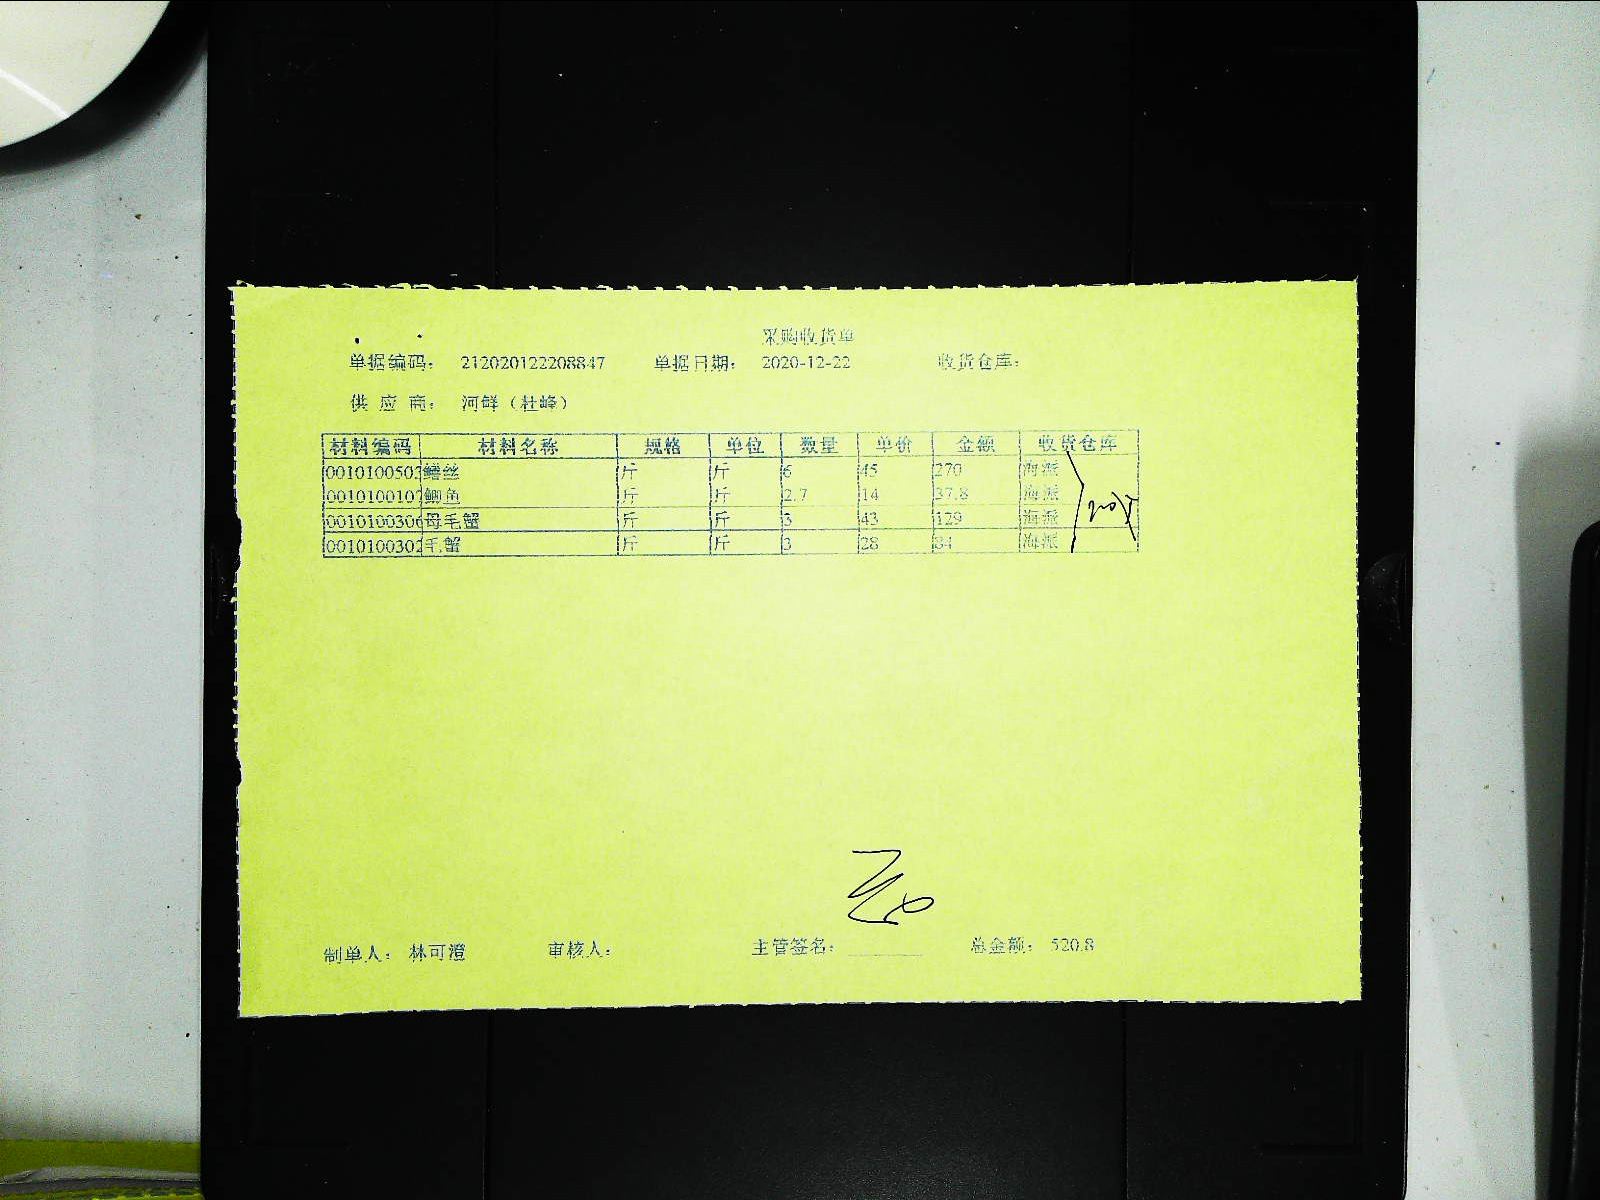 采购收货单
单据编码： 212020122208847 单据日期： 2020-12-22 收货仓库：
供 应 商： 河鲜（杜峰）
材料编码 材料名称 规格 单位 数量 单价 金额 收货仓库
001010050 鳝丝 斤 斤 6 45 270 海派
001010010 鲫鱼 斤 斤 2.7 14 37.8 海派
001010030 母毛蟹 斤 斤 3 43 129 海派
0010100302 毛蟹 斤 斤 3 28 84 海派
制单人： 林可澄 审核人： 主管签名： 总金额： 520.8